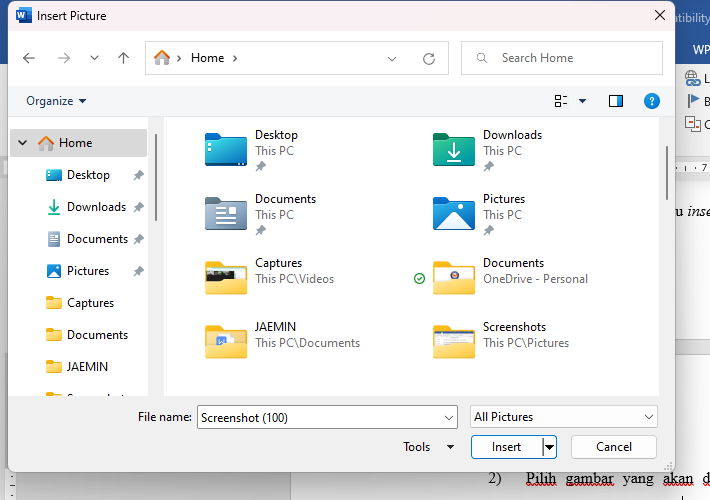 Insert Picture
atibility
WP
Home
Search Home
Organize
Home
Desktop
Downloads
Documents
Pictures
Captures
Documents
JAEMIN
Desktop
This PC
Downloads
This PC
Documents
This PC
Pictures
This PC
Captures
This PC\Videos
Documents
OneDrive - Personal
JAEMIN
This PC\Documents
Screenshots
This PC\Pictures
L
B
7
u inse
File name:
Screenshot (100)
All Pictures
Tools
Insert
Cancel
2) Pilih gambar yang akan d